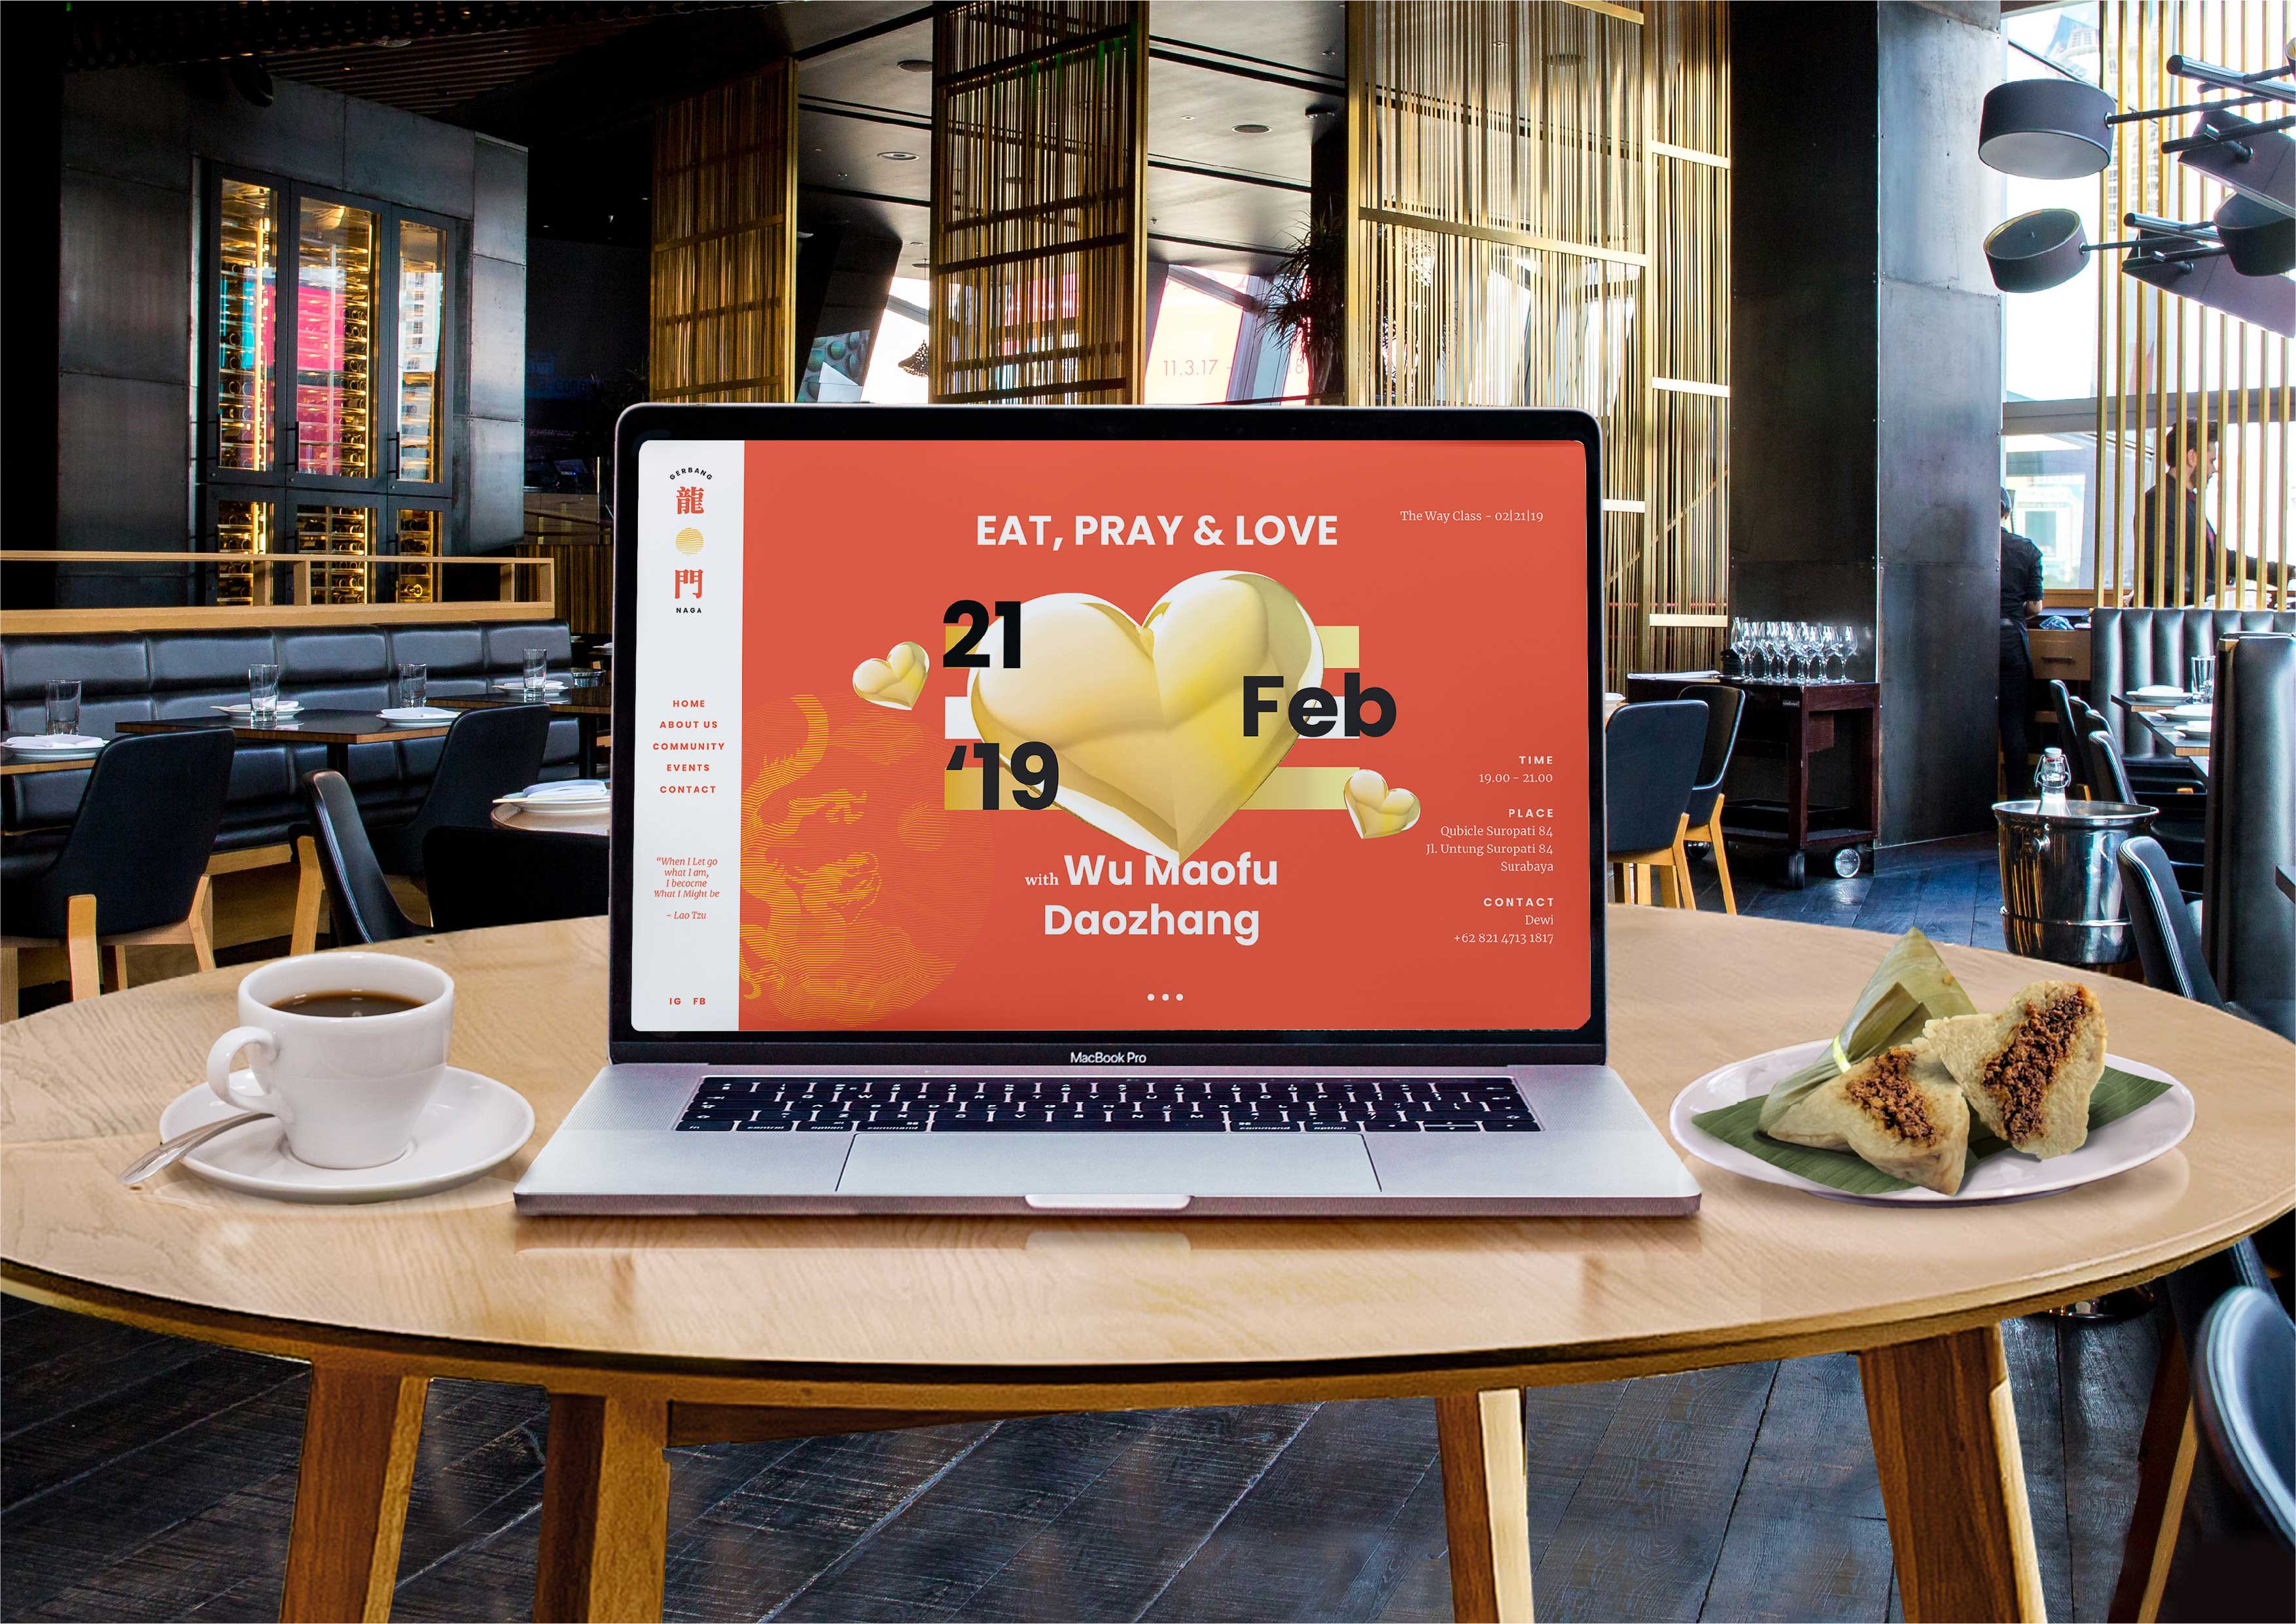 GERBANG
龍
門
NAGA
HOME
ABOUT US
COMMUNITY
EVENTS
CONTACT
"When I Let go
what I am,
I becocme
What I Might be
- Lao Tzu
IG FB
EAT, PRAY & LOVE
The Way Class - 02|21|19
21
Feb
'19
with Wu Maofu
Daozhang
TIME
19.00 - 21.00
PLACE
Qubicle Suropati 84
Jl. Untung Suropati 84
Surabaya
CONTACT
Dewi
+62 821 4713 1817
MacBook Pro
11.3.17 -